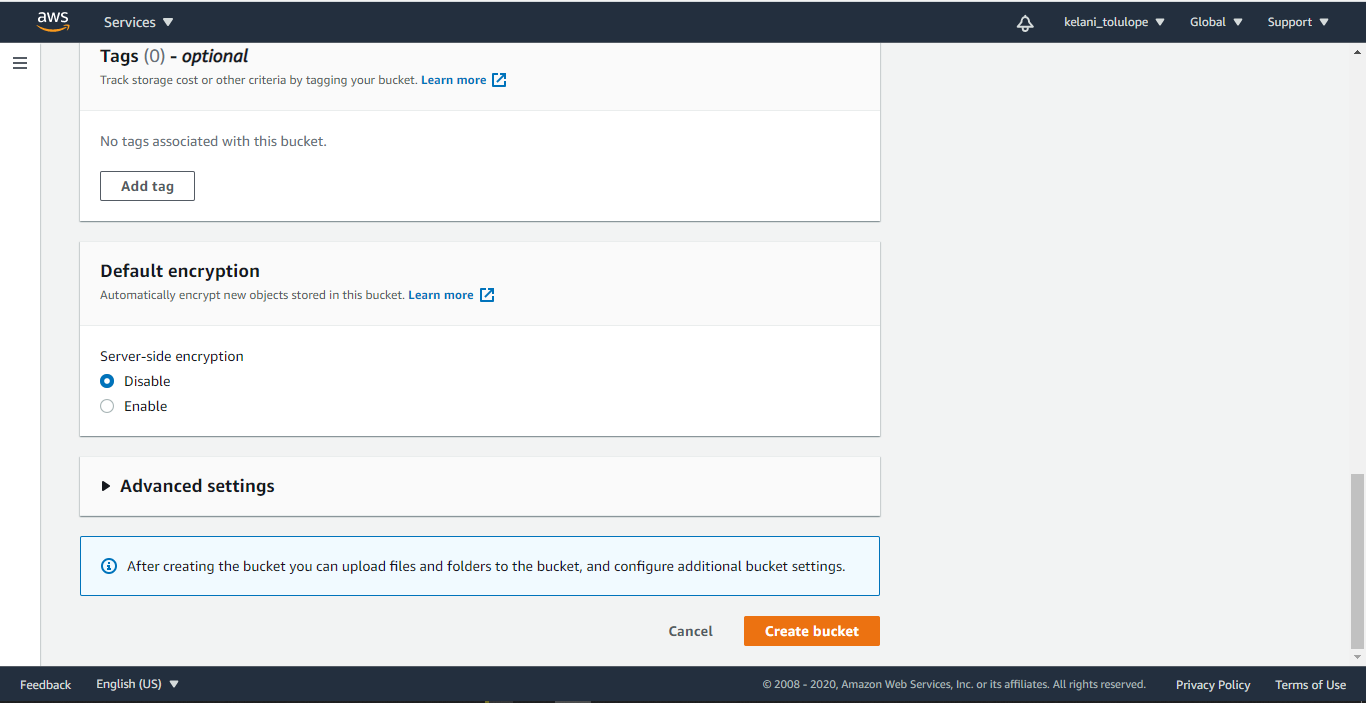 aws Services kelani_tolulope Global Support
Tags (0) - optional
Track storage cost or other criteria by tagging your bucket. Learn more
No tags associated with this bucket.
Add tag
Default encryption
Automatically encrypt new objects stored in this bucket. Learn more
Server-side encryption
Disable
Enable
Advanced settings
After creating the bucket you can upload files and folders to the bucket, and configure additional bucket settings.
Cancel Create bucket
Feedback English (US) © 2008 - 2020, Amazon Web Services, Inc. or its affiliates. All rights reserved. Privacy Policy Terms of Use